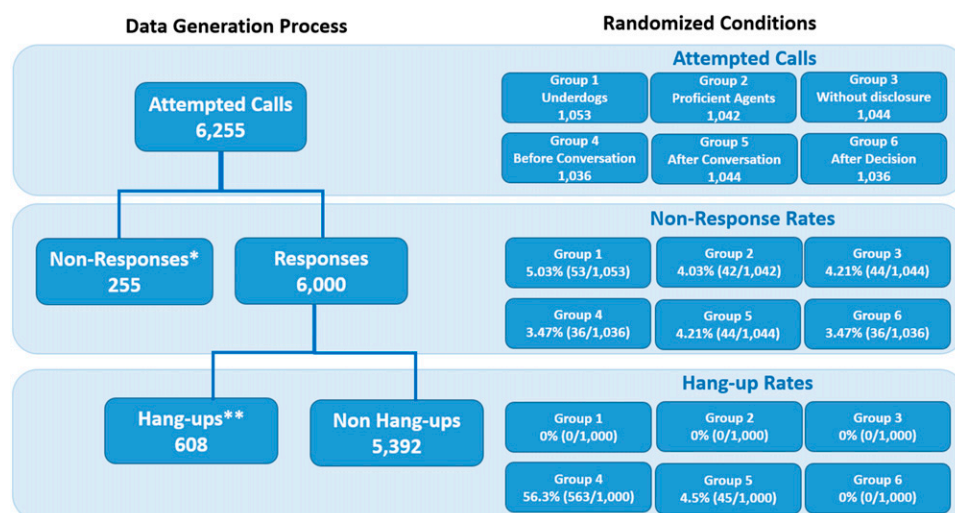 Data Generation Process
Randomized Conditions
Attempted Calls
6,255
Attempted Calls
Group 1
Underdogs
1,053
Group 2
Proficient Agents
1,042
Group 3
Without disclosure
1,044
Group 4
Before Conversation
1,036
Group 5
After Conversation
1,044
Group 6
After Decision
1,036
Non-Responses*
255
Responses
6,000
Non-Response Rates
Group 1
5.03% (53/1,053)
Group 2
4.03% (42/1,042)
Group 3
4.21% (44/1,044)
Group 4
3.47% (36/1,036)
Group 5
4.21% (44/1,044)
Group 6
3.47% (36/1,036)
Hang-ups**
608
Non Hang-ups
5,392
Hang-up Rates
Group 1
0% (0/1,000)
Group 2
0% (0/1,000)
Group 3
0% (0/1,000)
Group 4
56.3% (563/1,000)
Group 5
4.5% (45/1,000)
Group 6
0% (0/1,000)